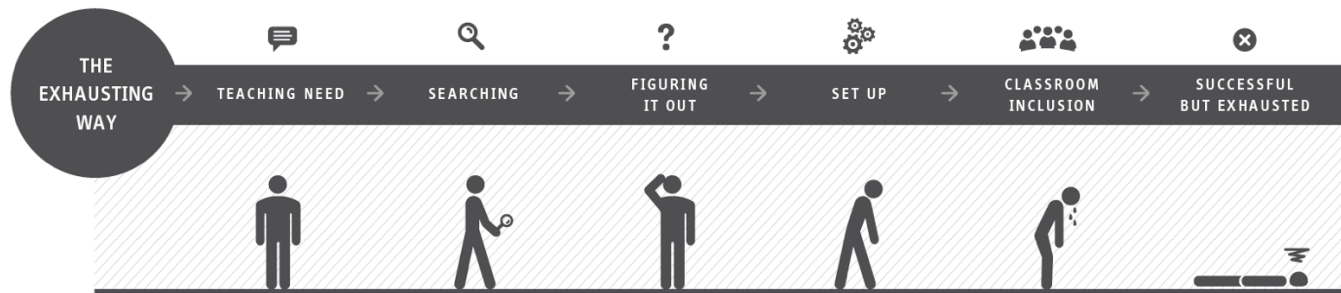 THE
EXHAUSTING
WAY
TEACHING NEED
SEARCHING
FIGURING
IT OUT
SET UP
CLASSROOM
INCLUSION
SUCCESSFUL
BUT EXHAUSTED